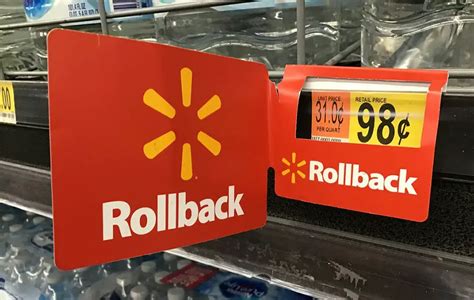 Rollback
UNIT PRICE
31.0¢
PER QUART
RETAIL PRICE
98¢
Rollback